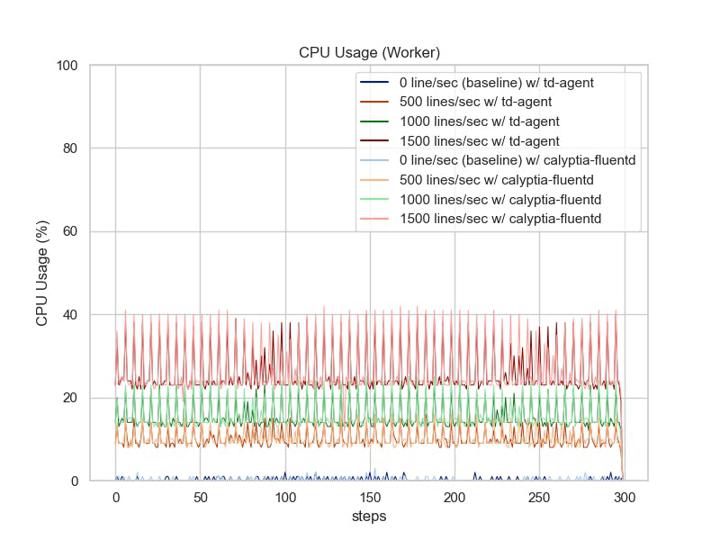 CPU Usage (Worker)
100
80
60
40
20
0
CPU Usage (%)
0 line/sec (baseline) w/ td-agent
500 lines/sec w/ td-agent
1000 lines/sec w/ td-agent
1500 lines/sec w/ td-agent
0 line/sec (baseline) w/ calyptia-fluentd
500 lines/sec w/ calyptia-fluentd
1000 lines/sec w/ calyptia-fluentd
1500 lines/sec w/ calyptia-fluentd
0 50 100 150 200 250 300
steps